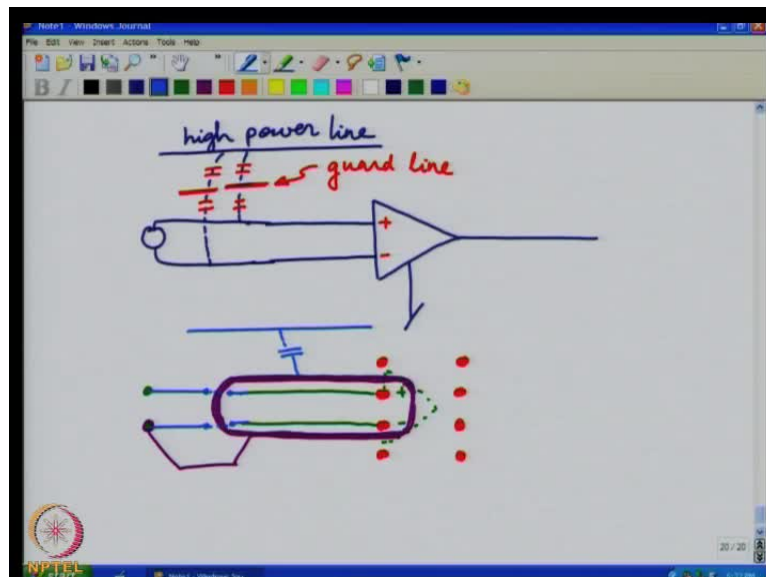 Note1 - Windows Journal
File Edit View Insert Actions Tools Help
B I
high power line
guard line
+
-
+
20 / 20
NPTEL